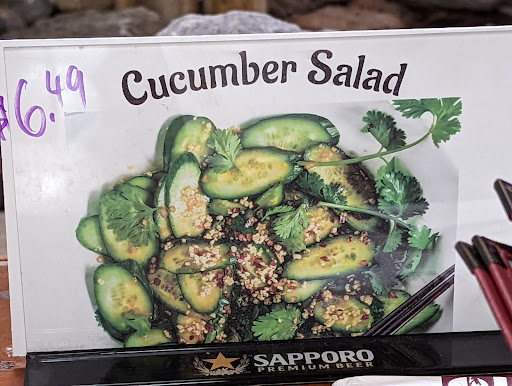 Cucumber Salad
$6.49
SAPPORO
PREMIUM BEER